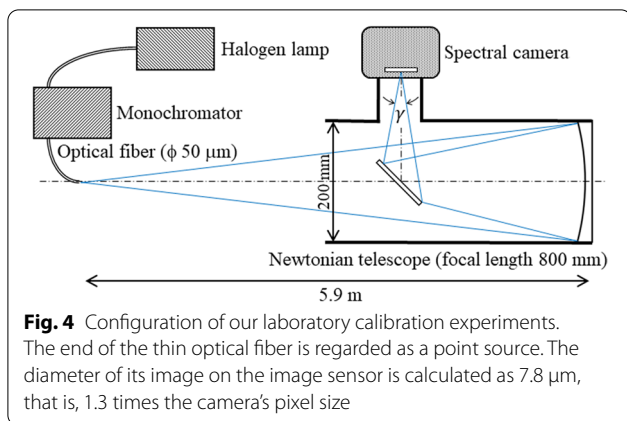 Halogen lamp
Spectral camera
Monochromator
γ
Optical fiber (ϕ 50 μm)
200 mm
Newtonian telescope (focal length 800 mm)
5.9 m
Fig. 4 Configuration of our laboratory calibration experiments.
The end of the thin optical fiber is regarded as a point source. The
diameter of its image on the image sensor is calculated as 7.8 μm,
that is, 1.3 times the camera's pixel size